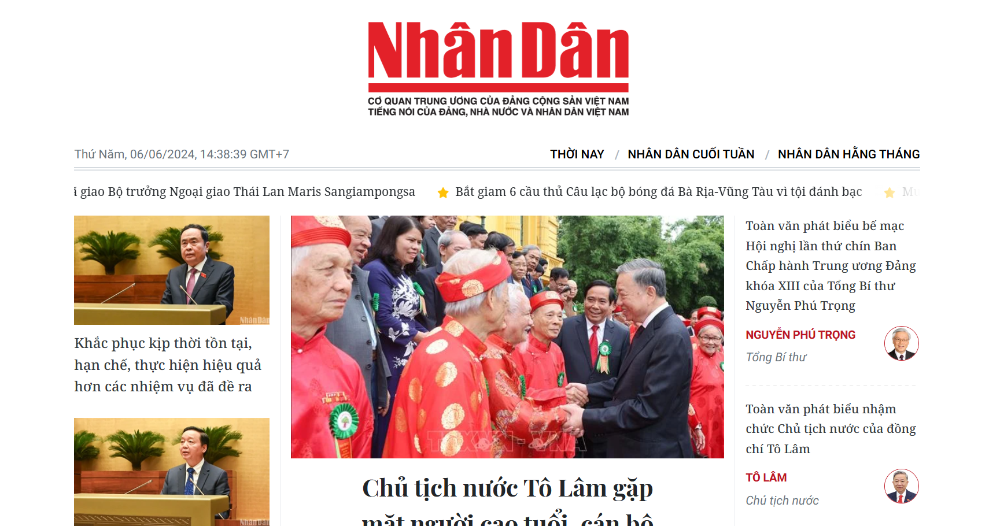 Nhân Dân
CƠ QUAN TRUNG ƯƠNG CỦA ĐẢNG CỘNG SẢN VIỆT NAM
TIẾNG NÓI CỦA ĐẢNG, NHÀ NƯỚC VÀ NHÂN DÂN VIỆT NAM
Thứ Năm, 06/06/2024, 14:38:39 GMT+7
THỜI NAY / NHÂN DÂN CUỐI TUẦN / NHÂN DÂN HẰNG THÁNG
giao Bộ trưởng Ngoại giao Thái Lan Maris Sangiampongsa
Bắt giam 6 cầu thủ Câu lạc bộ bóng đá Bà Rịa-Vũng Tàu vì tội đánh bạc
NhânDân
Khắc phục kịp thời tồn tại,
hạn chế, thực hiện hiệu quả
hơn các nhiệm vụ đã đề ra
NhânDân
TTXVN - VNA
Chủ tịch nước Tô Lâm gặp
mặt người cao tuổi, cán bộ
Toàn văn phát biểu bế mạc
Hội nghị lần thứ chín Ban
Chấp hành Trung ương Đảng
khóa XIII của Tổng Bí thư
Nguyễn Phú Trọng
NGUYỄN PHÚ TRỌNG
Tổng Bí thư
Toàn văn phát biểu nhậm
chức Chủ tịch nước của đồng
chí Tô Lâm
TÔ LÂM
Chủ tịch nước